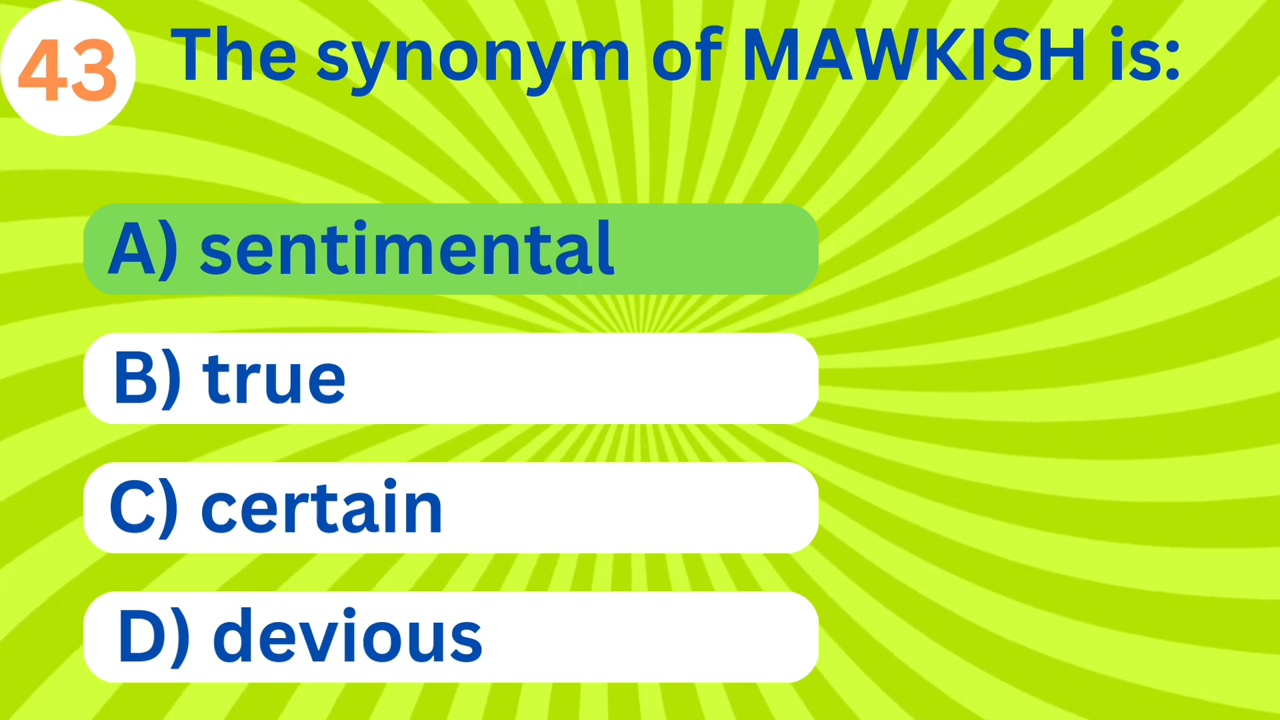 43
The synonym of MAWKISH is:
A) sentimental
B) true
C) certain
D) devious